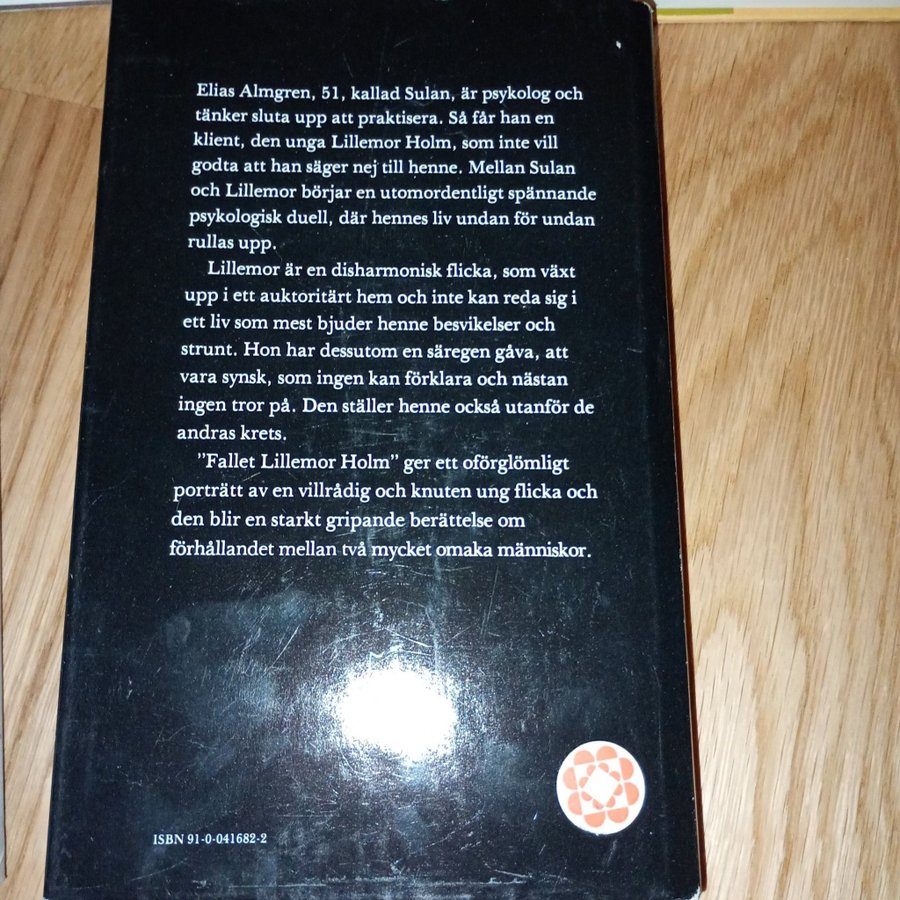 Elias Almgren, 51, kallad Sulan, är psykolog och
tänker sluta upp att praktisera. Så får han en
klient, den unga Lillemor Holm, som inte vill
godta att han säger nej till henne. Mellan Sulan
och Lillemor börjar en utomordentligt spännande
psykologisk duell, där hennes liv undan för undan
rullas upp.
Lillemor är en disharmonisk flicka, som växt
upp i ett auktoritärt hem och inte kan reda sig i
ett liv som mest bjuder henne besvikelser och
strunt. Hon har dessutom en säregen gåva, att
vara synsk, som ingen kan förklara och nästan
ingen tror på. Den ställer henne också utanför de
andras krets.
”Fallet Lillemor Holm” ger ett oförglömligt
porträtt av en villrådig och knuten ung flicka och
den blir en starkt gripande berättelse om
förhållandet mellan två mycket omaka människor.
ISBN 91-0-041682-2